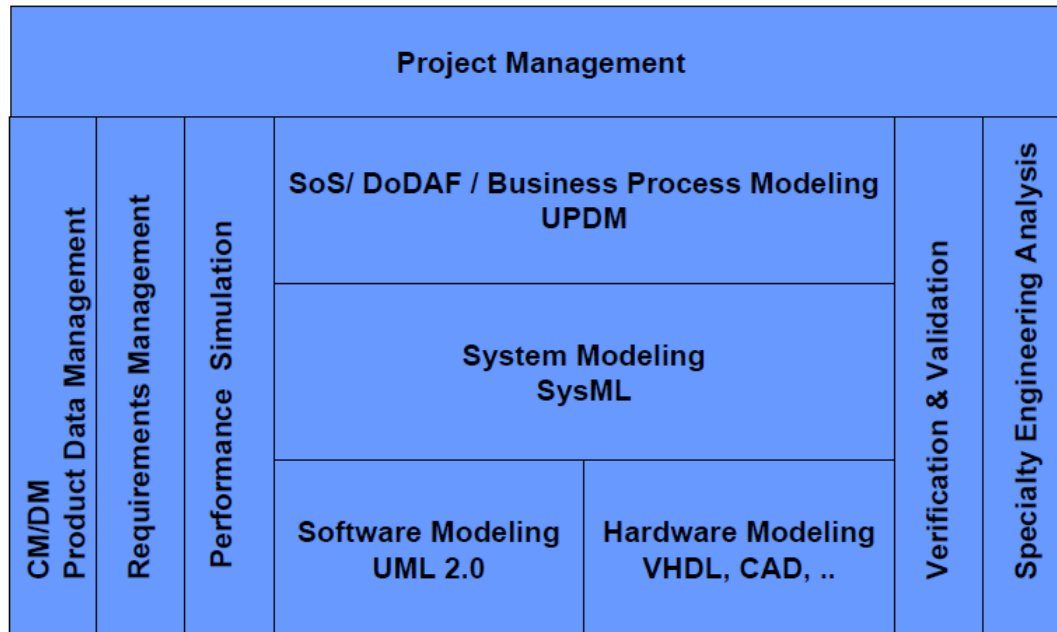 Project Management
CM/DM
Product Data Management
Requirements Management
Performance Simulation
SoS/ DoDAF / Business Process Modeling
UPDM
System Modeling
SysML
Software Modeling
UML 2.0
Hardware Modeling
VHDL, CAD, ..
Verification & Validation
Specialty Engineering Analysis